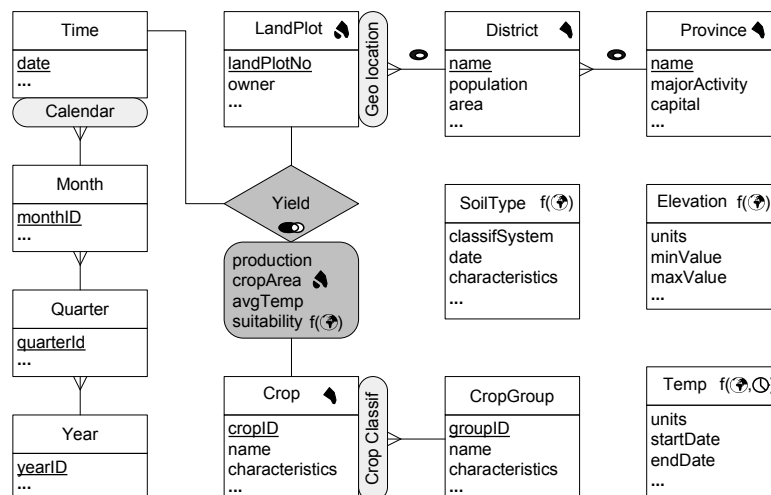 Time
date
...
Calendar
Month
monthID
...
Quarter
quarterId
...
Year
yearID
...
LandPlot
landPlotNo
owner
...
Geo location
District
name
population
area
...
Province
name
majorActivity
capital
...
Yield
production
cropArea
avgTemp
suitability f( )
SoilType f( )
classifSystem
date
characteristics
...
Elevation f( )
units
minValue
maxValue
...
Crop
cropID
name
characteristics
...
Crop Classif
CropGroup
groupID
name
characteristics
...
Temp f( , )
units
startDate
endDate
...